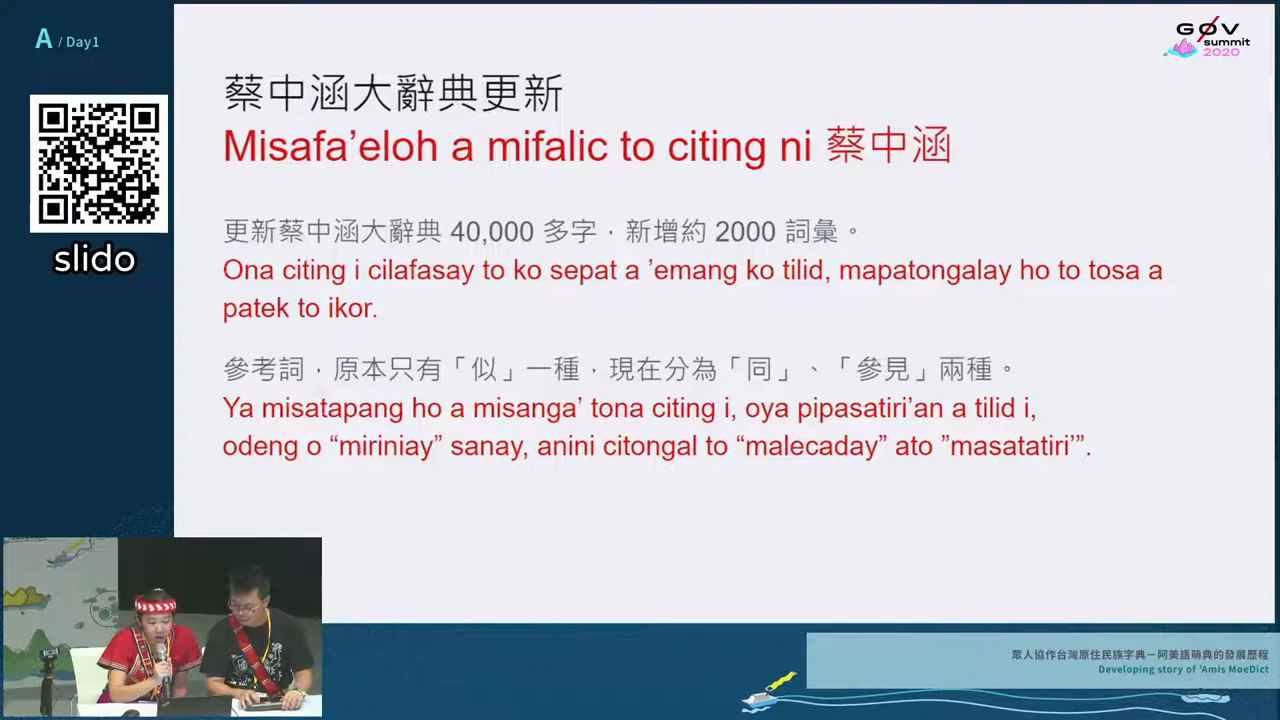 A / Day1
GØV
summit
2020
slido
蔡中涵大辭典更新
Misafa’eloh a mifalic to citing ni 蔡中涵
更新蔡中涵大辭典 40,000 多字，新增約 2000 詞彙。
Ona citing i cilafasay to ko sepat a ’emang ko tilid, mapatongalay ho to tosa a
patek to ikor.
參考詞，原本只有「似」一種，現在分為「同」、「參見」兩種。
Ya misatapang ho a misanga’ tona citing i, oya pipasatiri’an a tilid i,
odeng o “miriniay” sanay, anini citongal to “malecaday” ato ”masatatiri’”.
眾人協作台灣原住民族字典－阿美語萌典的發展歷程
Developing story of 'Amis MoeDict